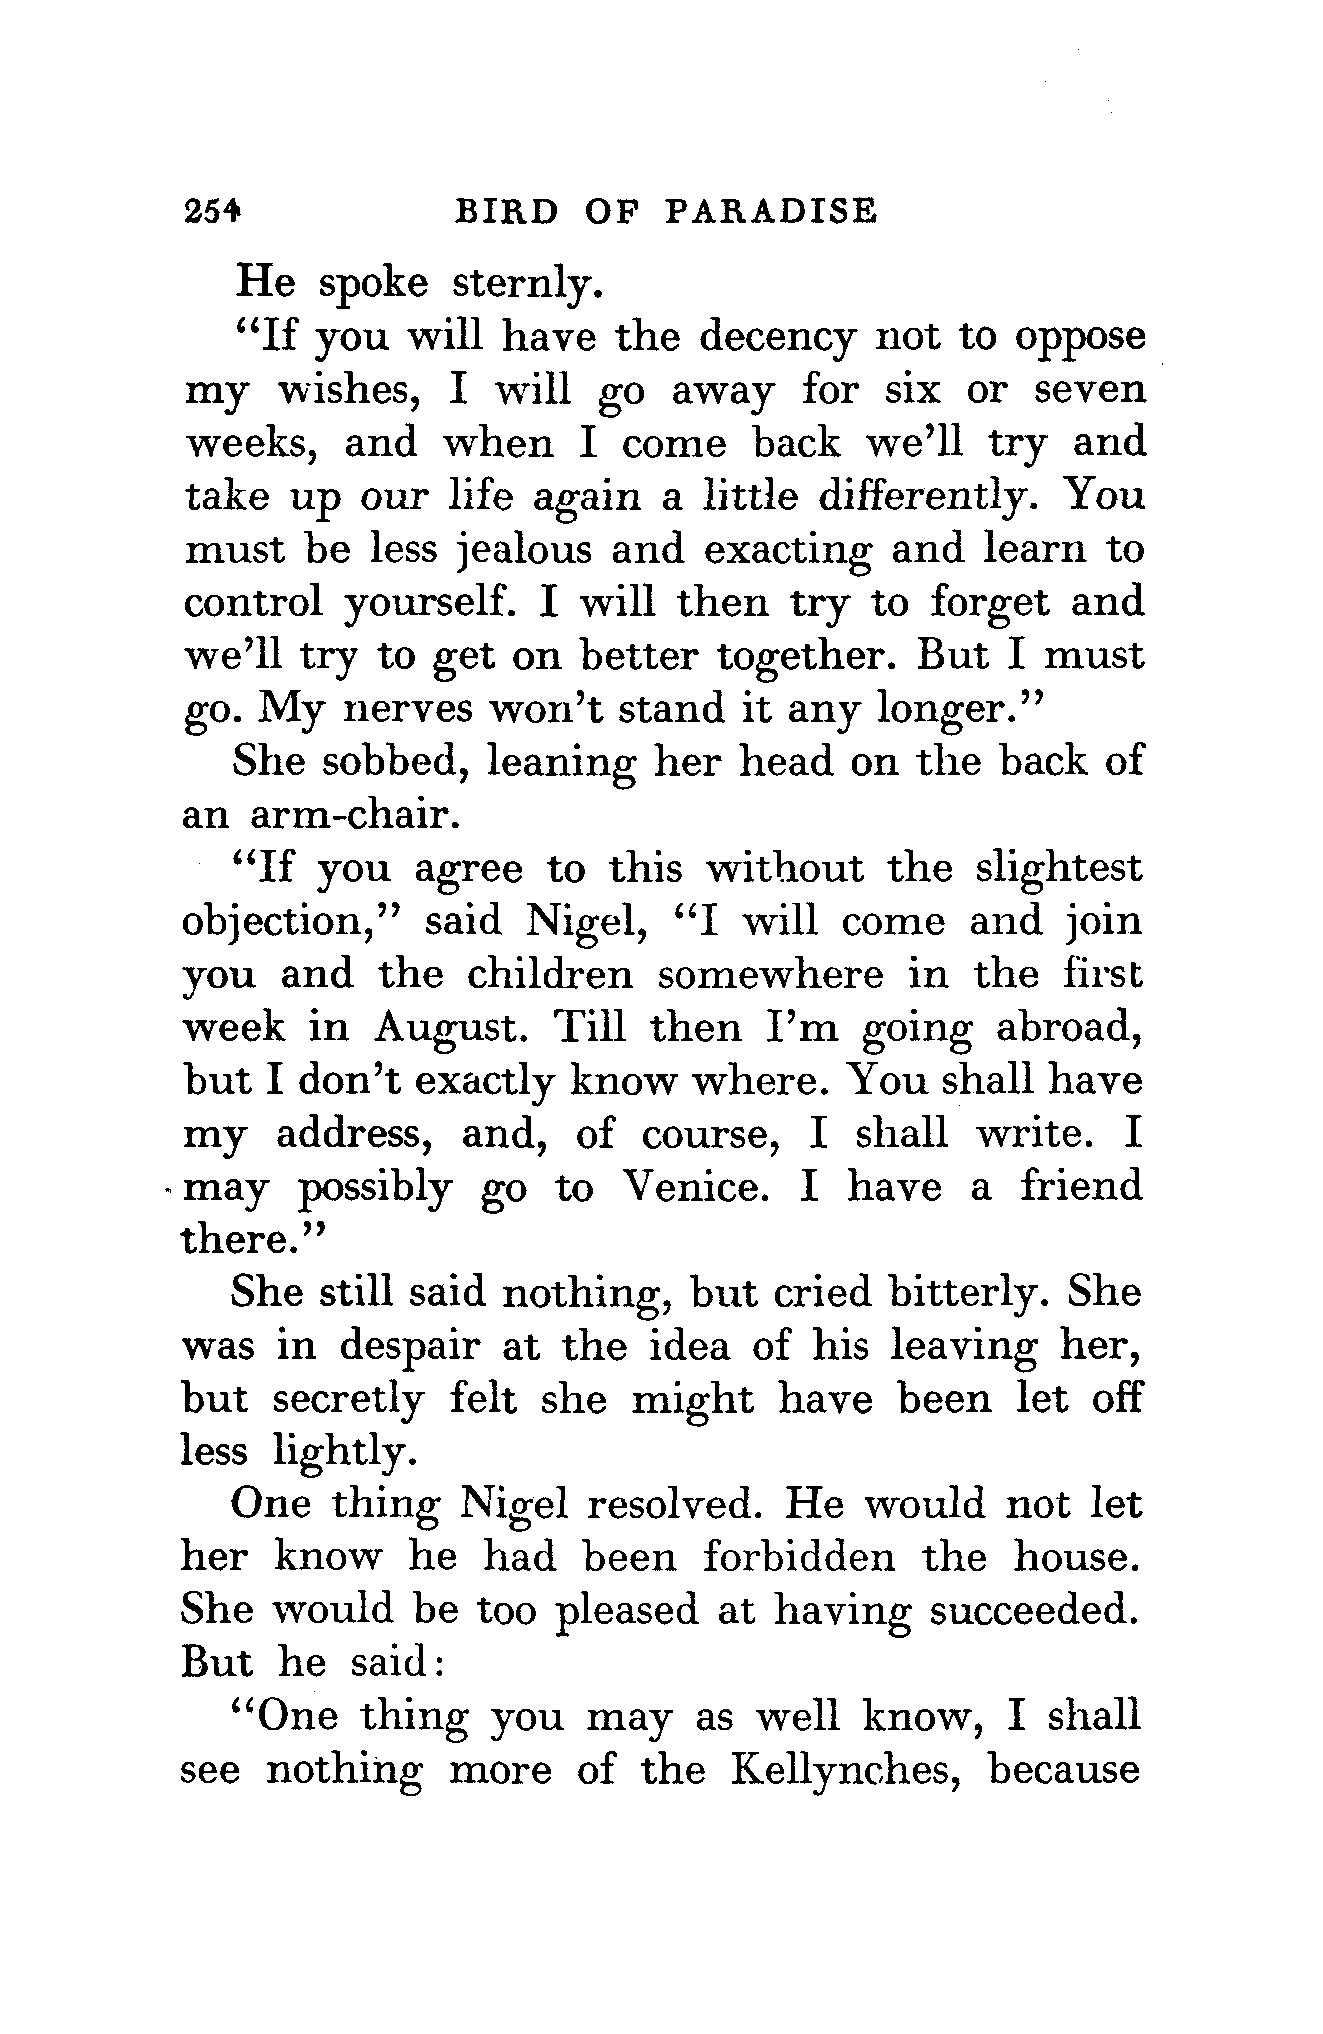 254 BIRD OF PARADISE
He spoke sternly.
“If you will have the decency not to oppose
my wishes, I will go away for six or seven
weeks, and when I come back we’ll try and
take up our life again a little differently. You
must be less jealous and exacting and learn to
control yourself. I will then try to forget and
we’ll try to get on better together. But I must
go. My nerves won’t stand it any longer.”
She sobbed, leaning her head on the back of
an arm-chair.
“If you agree to this without the slightest
objection,” said Nigel, “I will come and join
you and the children somewhere in the first
week in August. Till then I’m going abroad,
but I don’t exactly know where. You shall have
my address, and, of course, I shall write. I
may possibly go to Venice. I have a friend
there.”
She still said nothing, but cried bitterly. She
was in despair at the idea of his leaving her,
but secretly felt she might have been let off
less lightly.
One thing Nigel resolved. He would not let
her know he had been forbidden the house.
She would be too pleased at having succeeded.
But he said:
“One thing you may as well know, I shall
see nothing more of the Kellynches, because